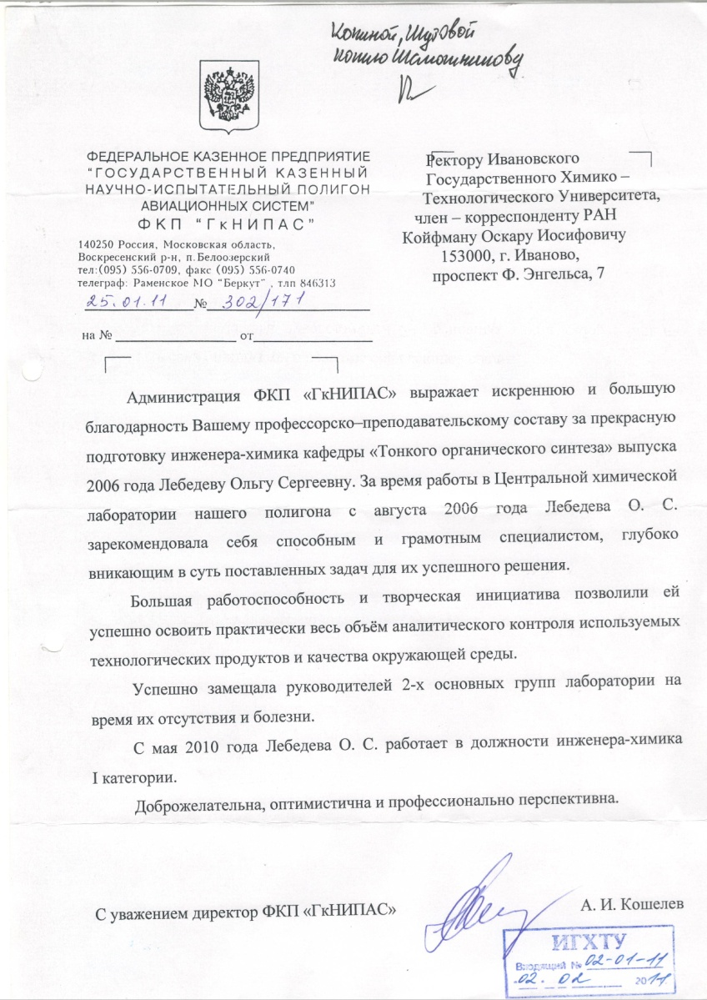 Копиной, Шутовой
копию
ФЕДЕРАЛЬНОЕ КАЗЕННОЕ ПРЕДПРИЯТИЕ
"ГОСУДАРСТВЕННЫЙ КАЗЕННЫЙ
НАУЧНО-ИСПЫТАТЕЛЬНЫЙ ПОЛИГОН
АВИАЦИОННЫХ СИСТЕМ"
ФКП "ГкНИПАС"
140250 Россия, Московская область,
Воскресенский р-н, п.Белоозерский
тел:(095) 556-0709, факс (095) 556-0740
телеграф: Раменское МО "Беркут" , тлп 846313
25.01.11 № 302/171
на № от
Ректору Ивановского
Государственного Химико –
Технологического Университета,
член – корреспонденту РАН
Койфману Оскару Иосифовичу
153000, г. Иваново,
проспект Ф. Энгельса, 7
Администрация ФКП «ГкНИПАС» выражает искреннюю и большую
благодарность Вашему профессорско–преподавательскому составу за прекрасную
подготовку инженера-химика кафедры «Тонкого органического синтеза» выпуска
2006 года Лебедеву Ольгу Сергеевну. За время работы в Центральной химической
лаборатории нашего полигона с августа 2006 года Лебедева О. С.
зарекомендовала себя способным и грамотным специалистом, глубоко
вникающим в суть поставленных задач для их успешного решения.
Большая работоспособность и творческая инициатива позволили ей
успешно освоить практически весь объём аналитического контроля используемых
технологических продуктов и качества окружающей среды.
Успешно замещала руководителей 2-х основных групп лаборатории на
время их отсутствия и болезни.
С мая 2010 года Лебедева О. С. работает в должности инженера-химика
I категории.
Доброжелательна, оптимистична и профессионально перспективна.
С уважением директор ФКП «ГкНИПАС»
А. И. Кошелев
ИГХТУ
Входящий № 02-01-11
02. 02 2011